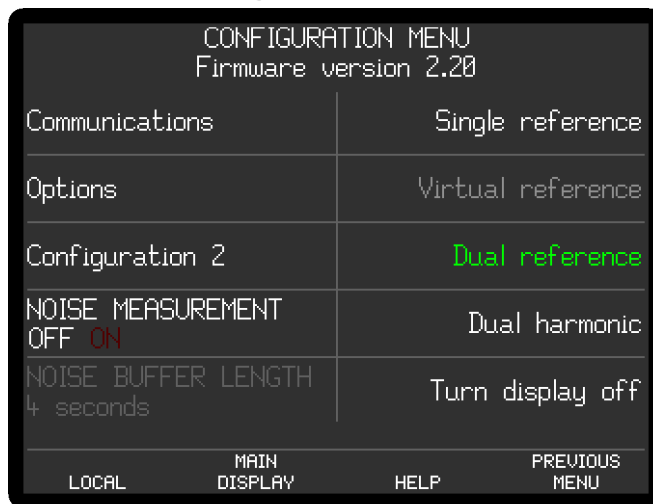 CONFIGURATION MENU
Firmware version 2.20
Communications
Single reference
Options
Virtual reference
Configuration 2
Dual reference
NOISE MEASUREMENT
OFF ON
Dual harmonic
NOISE BUFFER LENGTH
4 seconds
Turn display off
LOCAL
MAIN
DISPLAY
HELP
PREVIOUS
MENU